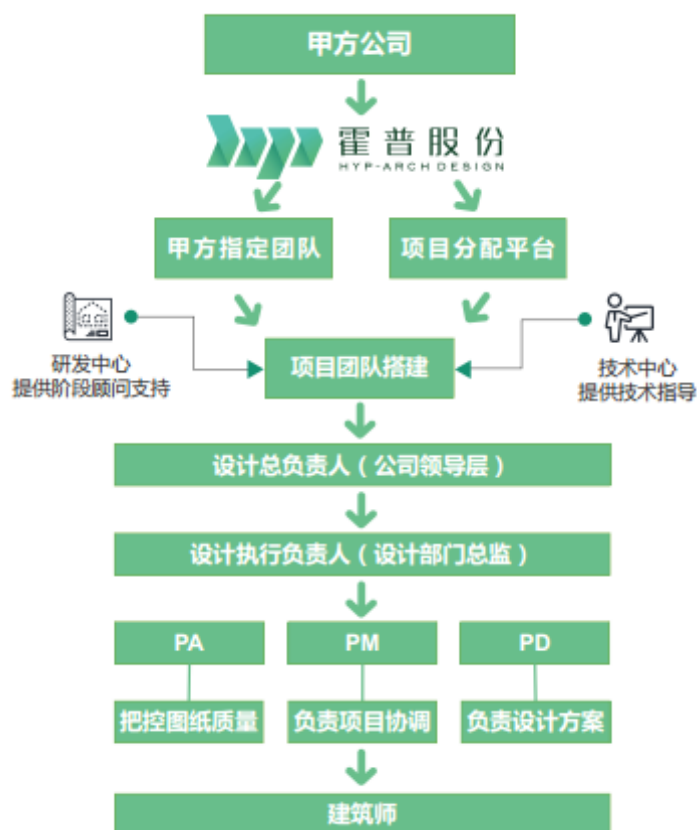 甲方公司
hyp 霍普股份
HYP-ARCH DESIGN
甲方指定团队
项目分配平台
研发中心
提供阶段顾问支持
项目团队搭建
技术中心
提供技术指导
设计总负责人（公司领导层）
设计执行负责人（设计部门总监）
PA
PM
PD
把控图纸质量
负责项目协调
负责设计方案
建筑师